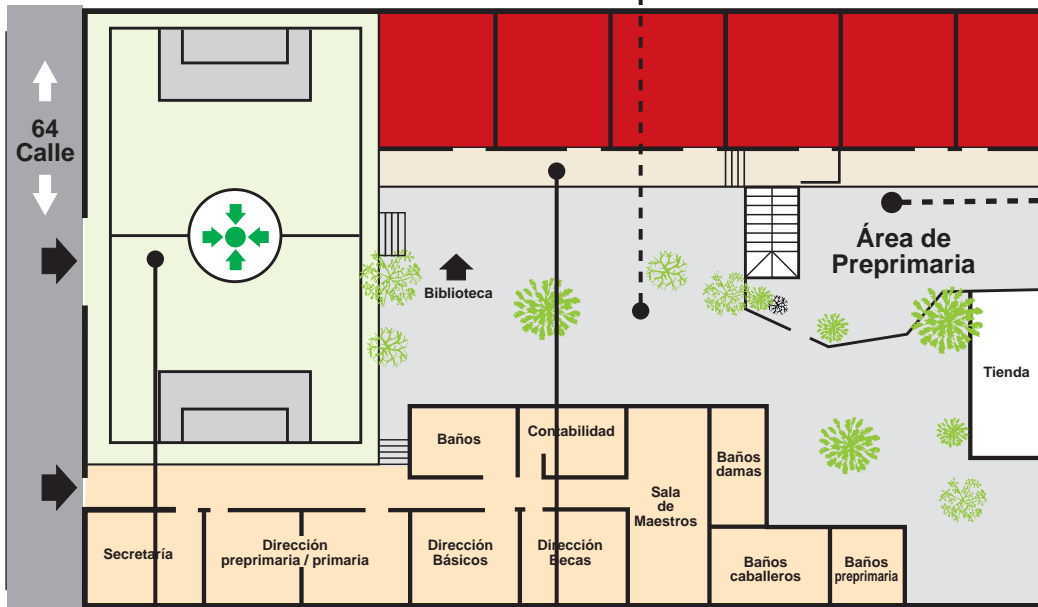 64
Calle
Biblioteca
Área de
Preprimaria
Tienda
Baños
Contabilidad
Baños
damas
Sala
de
Maestros
Secretaría
Dirección
preprimaria / primaria
Dirección
Básicos
Dirección
Becas
Baños
caballeros
Baños
preprimaria